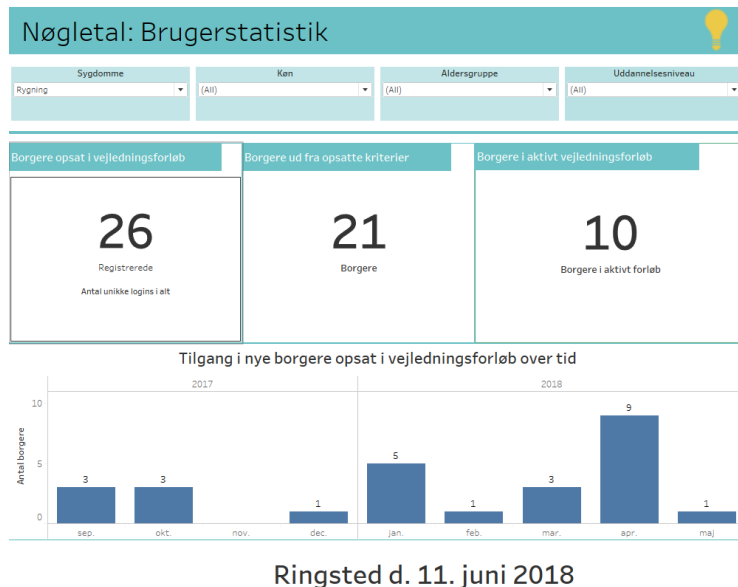 Nøgletal: Brugerstatistik
Sygdomme Køn Aldersgruppe Uddannelsesniveau
Rygning (All) (All) (All)
Borgere opsat i vejledningsforløb Borgere ud fra opsatte kriterier Borgere i aktivt vejledningsforløb
26 21 10
Registrerede Borgere Borgere i aktivt forløb
Antal unikke logins i alt
Tilgang i nye borgere opsat i vejledningsforløb over tid
2017 2018
Antal borgere
10
5
0
3 3 1 5 1 3 9 1
sep. okt. nov. dec. jan. feb. mar. apr. maj
Ringsted d. 11. juni 2018